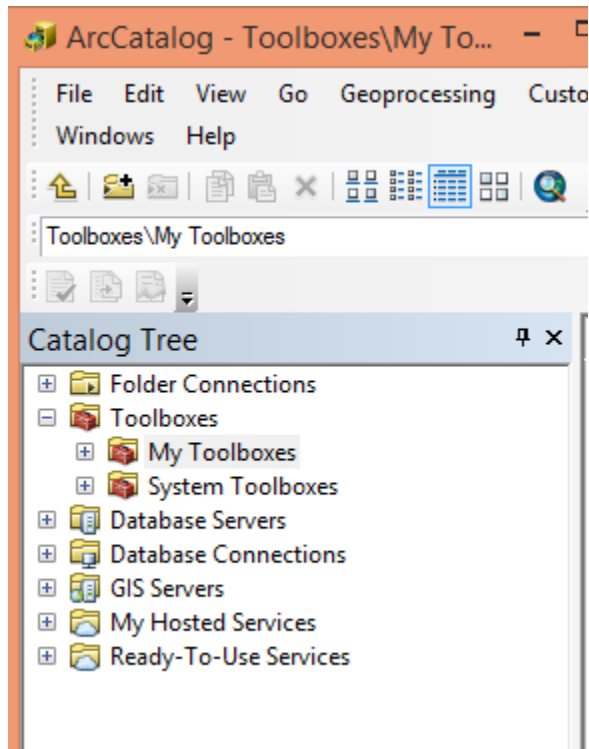 ArcCatalog - Toolboxes\My To...
File Edit View Go Geoprocessing Custo
Windows Help
Toolboxes\My Toolboxes
Catalog Tree
Folder Connections
Toolboxes
My Toolboxes
System Toolboxes
Database Servers
Database Connections
GIS Servers
My Hosted Services
Ready-To-Use Services